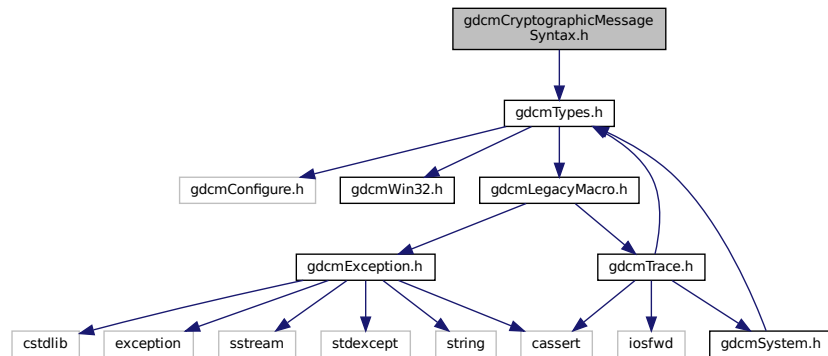 gdcmCryptographicMessage
Syntax.h
gdcmTypes.h
gdcmConfigure.h
gdcmWin32.h
gdcmLegacyMacro.h
gdcmException.h
gdcmTrace.h
cstdlib
exception
sstream
stdexcept
string
cassert
iosfwd
gdcmSystem.h